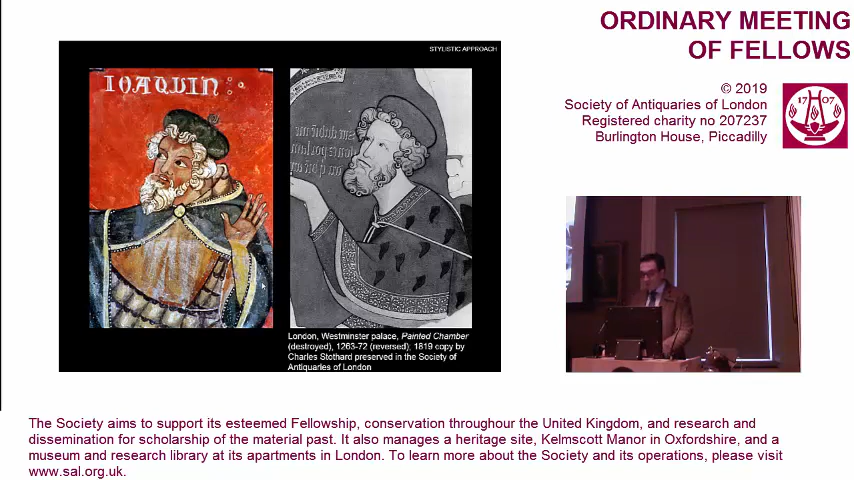 ORDINARY MEETING
OF FELLOWS
© 2019
Society of Antiquaries of London
Registered charity no 207237
Burlington House, Piccadilly
17 07
STYLISTIC APPROACH
IOAQUIN
London, Westminster palace, Painted Chamber
(destroyed), 1263-72 (reversed); 1819 copy by
Charles Stothard preserved in the Society of
Antiquaries of London
The Society aims to support its esteemed Fellowship, conservation throughour the United Kingdom, and research and
dissemination for scholarship of the material past. It also manages a heritage site, Kelmscott Manor in Oxfordshire, and a
museum and research library at its apartments in London. To learn more about the Society and its operations, please visit
www.sal.org.uk.